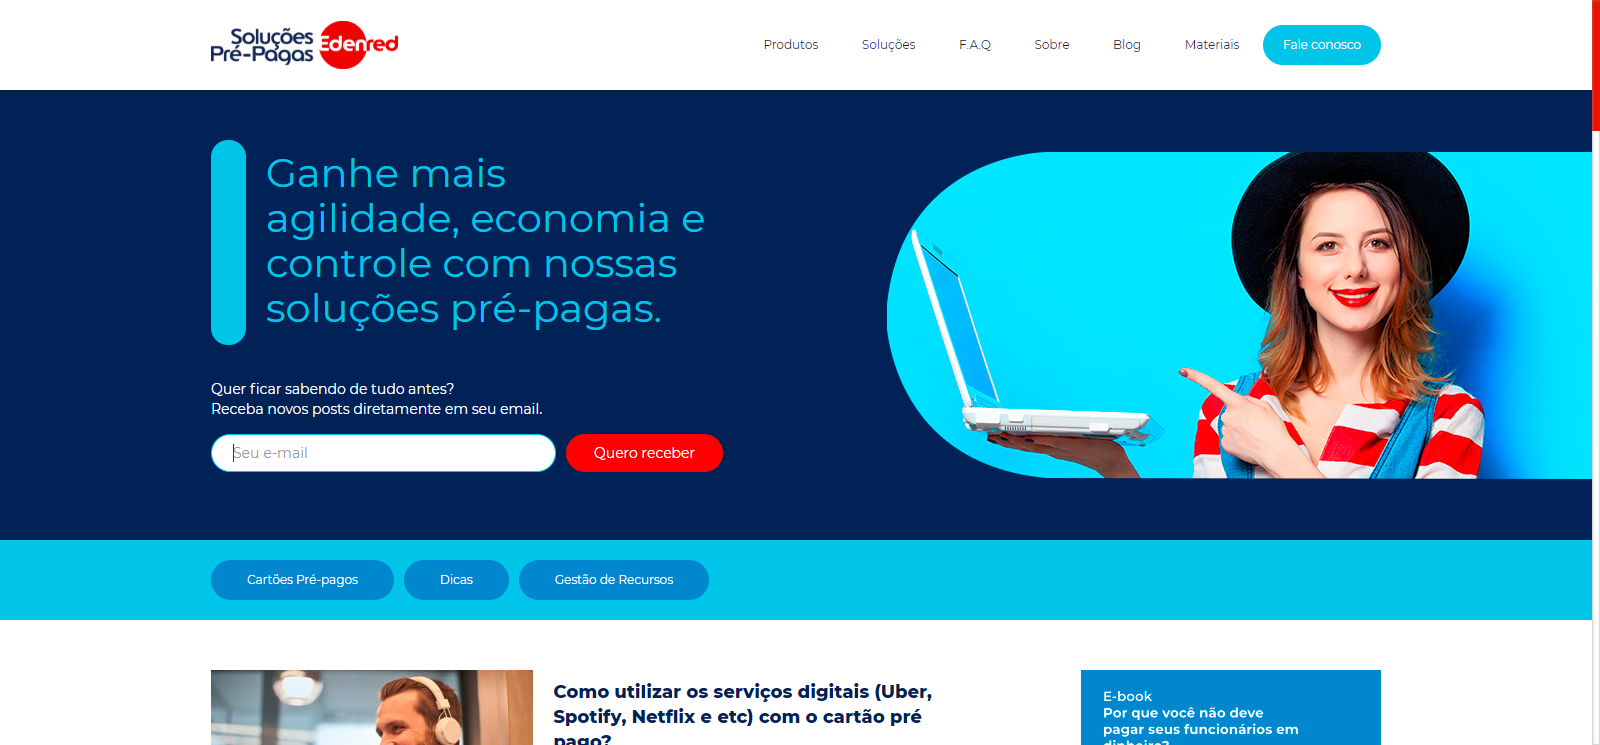 Soluções
Pré-Pagas
Edenred
Produtos
Soluções
F.A.Q
Sobre
Blog
Materiais
Fale conosco
Ganhe mais
agilidade, economia e
controle com nossas
soluções pré-pagas.
Quer ficar sabendo de tudo antes?
Receba novos posts diretamente em seu email.
Seu e-mail
Quero receber
Cartões Pré-pagos
Dicas
Gestão de Recursos
Como utilizar os serviços digitais (Uber,
Spotify, Netflix e etc) com o cartão pré
pago?
E-book
Por que você não deve
pagar seus funcionários em
dinheiro?